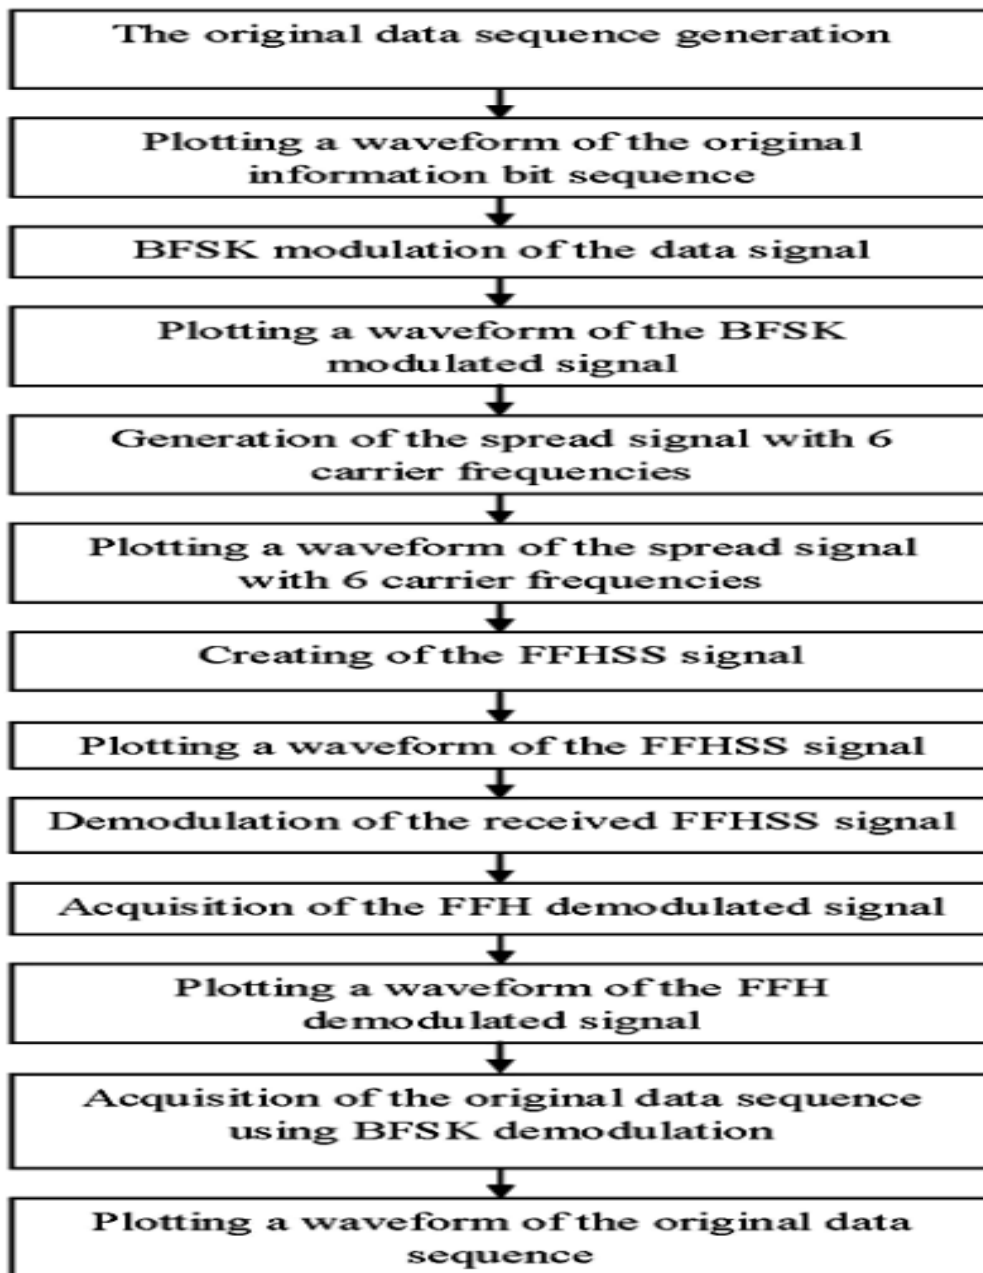 The original data sequence generation
Plotting a waveform of the original
information bit sequence
BFSK modulation of the data signal
Plotting a waveform of the BFSK
modulated signal
Generation of the spread signal with 6
carrier frequencies
Plotting a waveform of the spread signal
with 6 carrier frequencies
Creating of the FFHSS signal
Plotting a waveform of the FFHSS signal
Demodulation of the received FFHSS signal
Acquisition of the FFH demodulated signal
Plotting a waveform of the FFH
demodulated signal
Acquisition of the original data sequence
using BFSK demodulation
Plotting a waveform of the original data
sequence